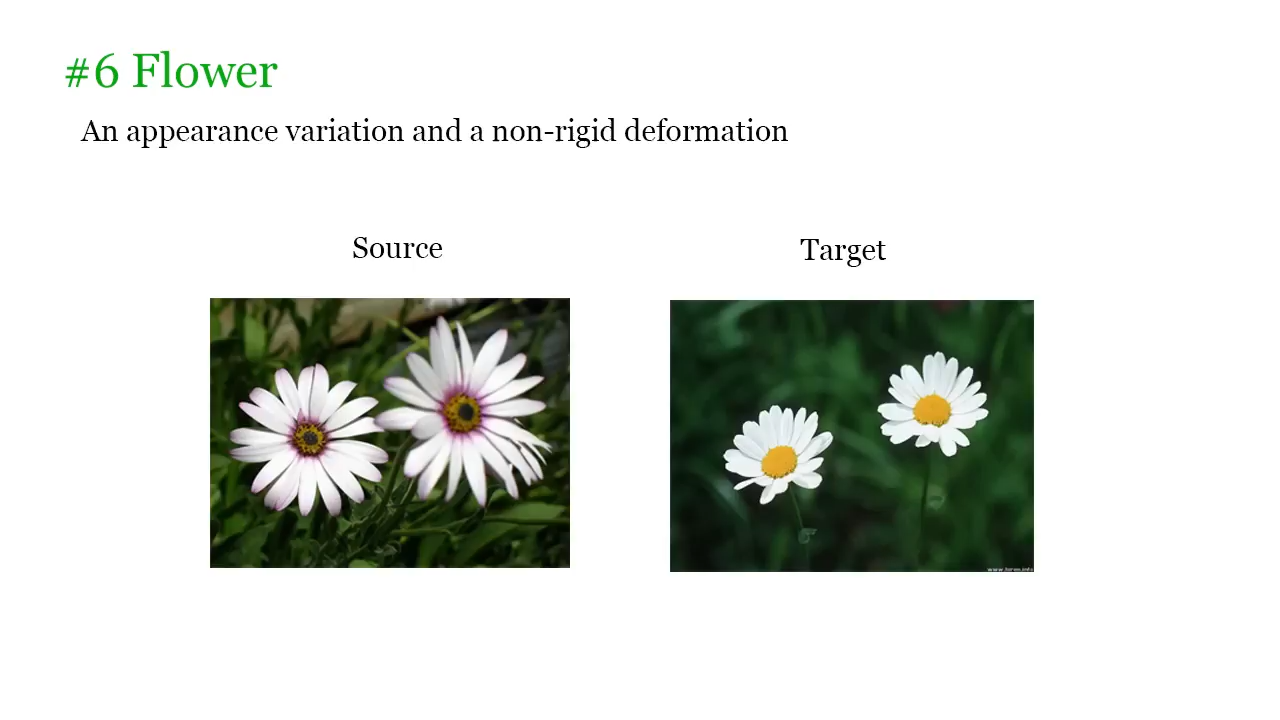 #6 Flower
An appearance variation and a non-rigid deformation
Source
Target